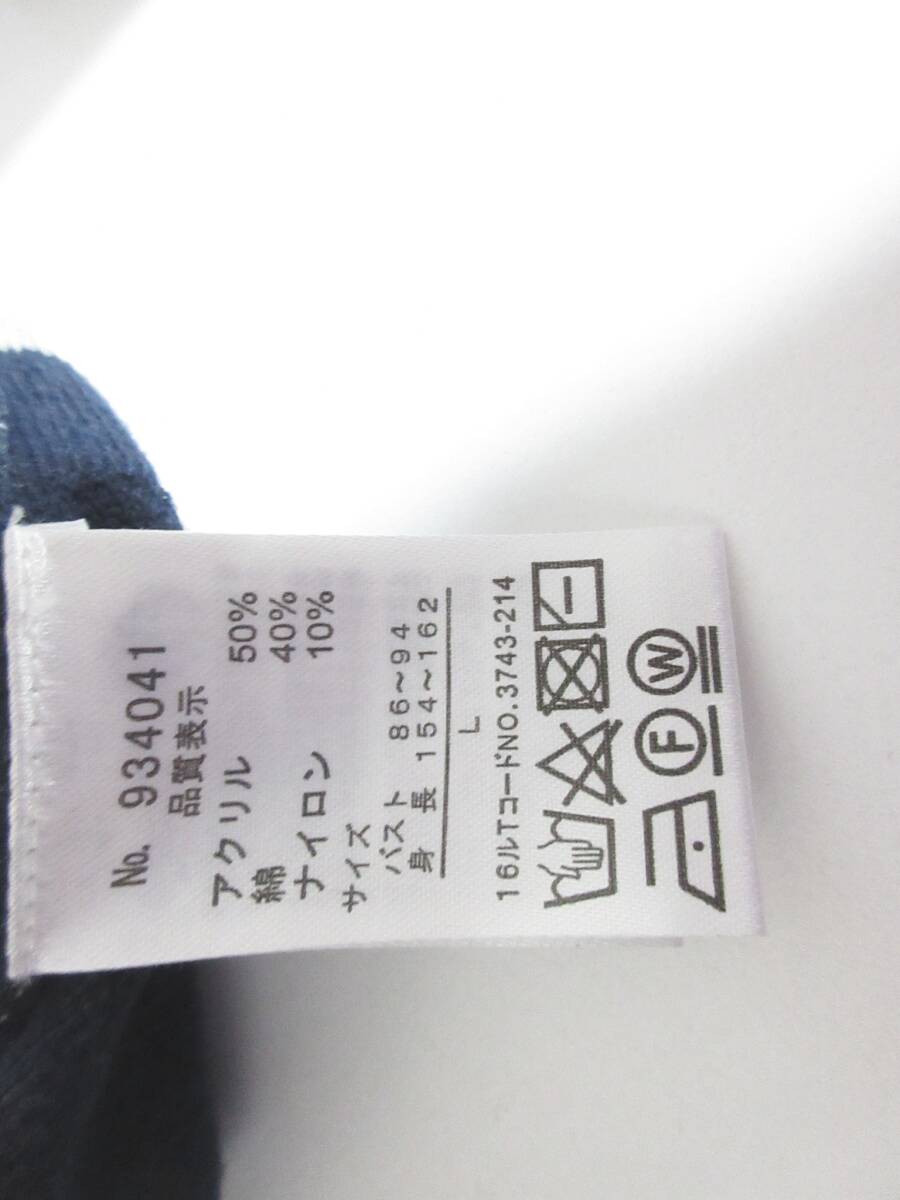 No. 934041
品質表示
アクリル 50%
綿 40%
ナイロン 10%
サイズ
バスト 86～94
身長 154～162
L
16ルTコードNO.3743-214
F W